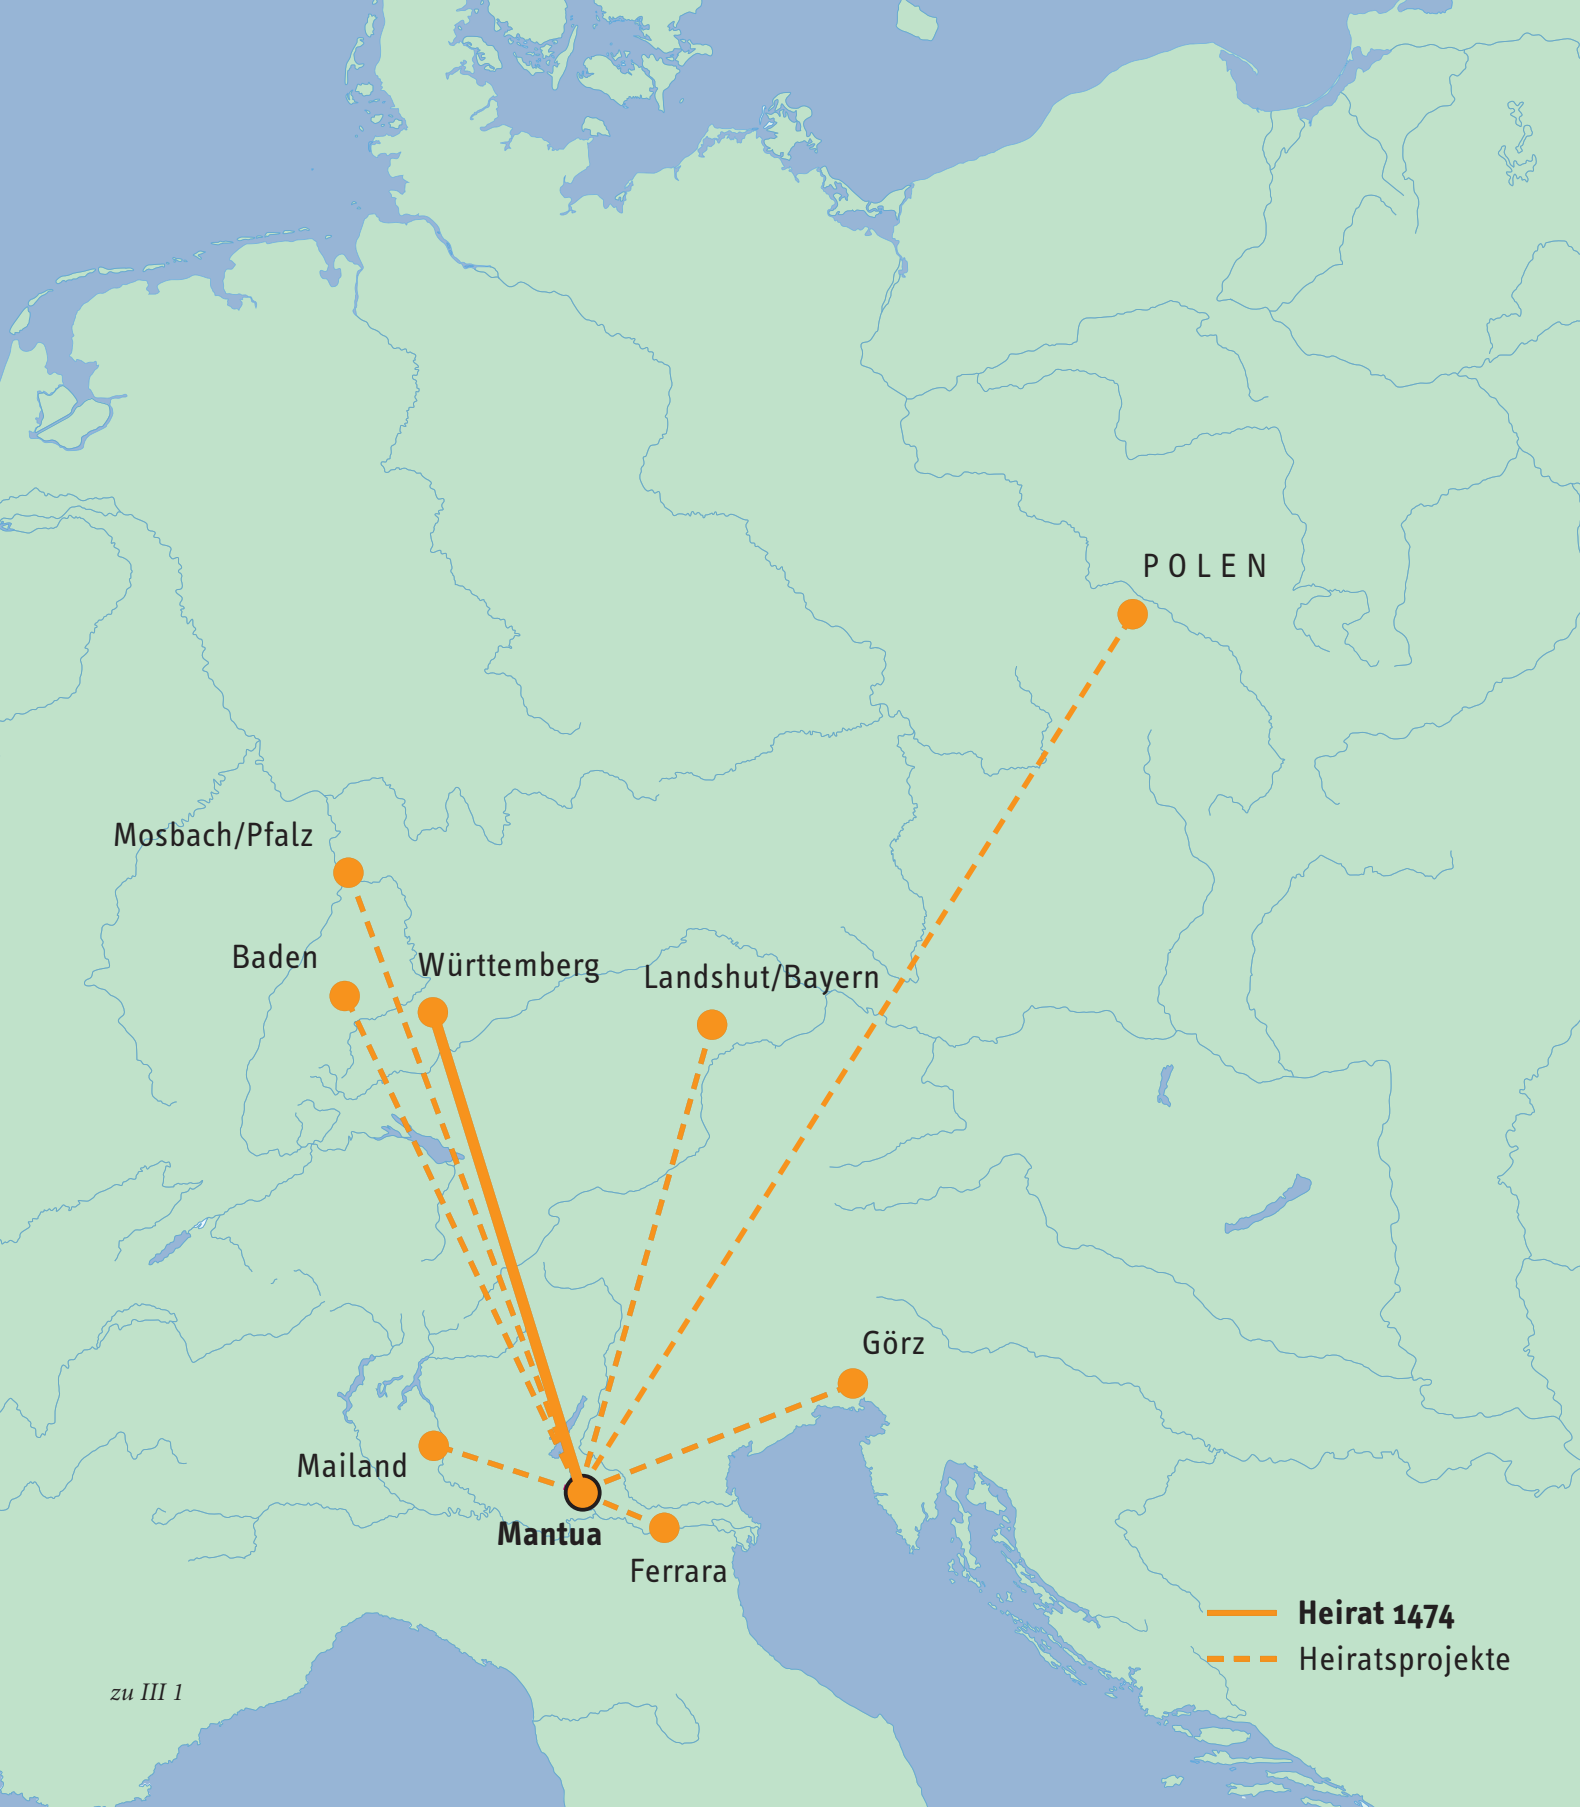 POLEN
Mosbach/Pfalz
Baden
Württemberg
Landshut/Bayern
Görz
Mailand
Mantua
Ferrara
Heirat 1474
Heiratsprojekte
zu III 1